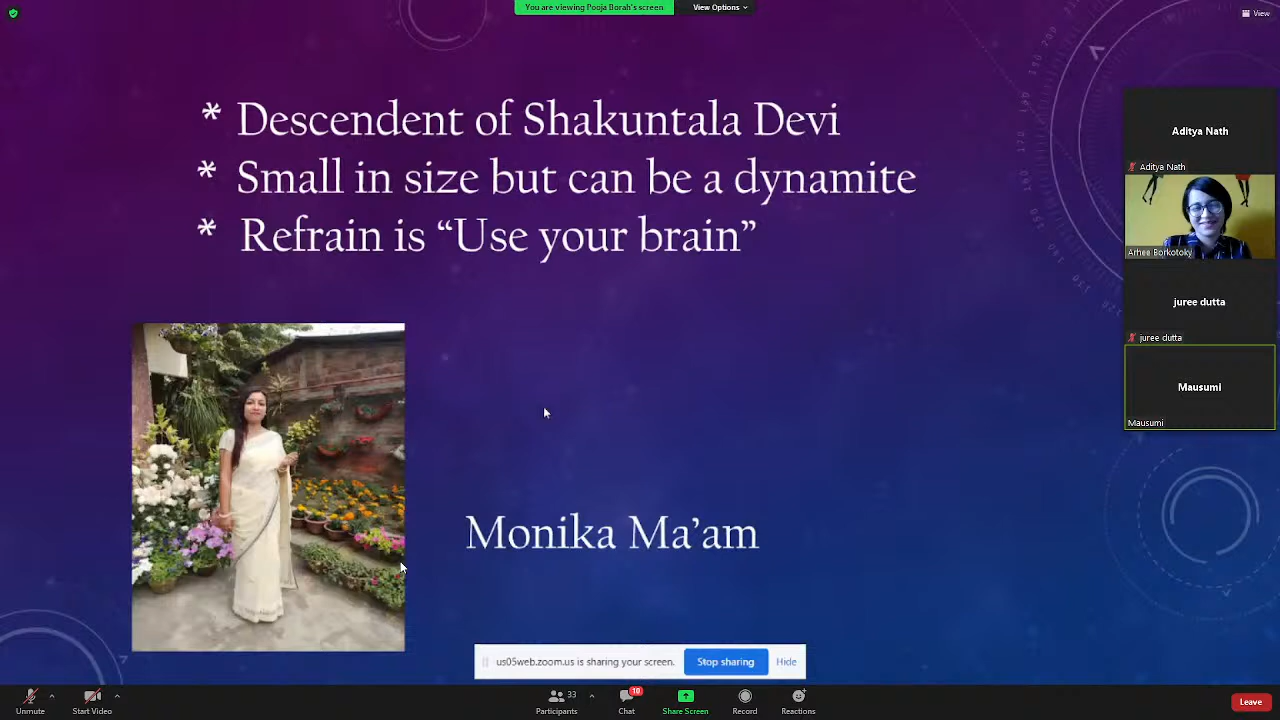 You are viewing Pooja Borah's screen
View Options
View
* Descendent of Shakuntala Devi
* Small in size but can be a dynamite
* Refrain is “Use your brain”
Monika Ma’am
Aditya Nath
Aditya Nath
Arhee Borkotoky
juree dutta
juree dutta
Mausumi
Mausumi
us05web.zoom.us is sharing your screen.
Stop sharing
Hide
Unmute
Start Video
33
Participants
10
Chat
Share Screen
Record
Reactions
Leave